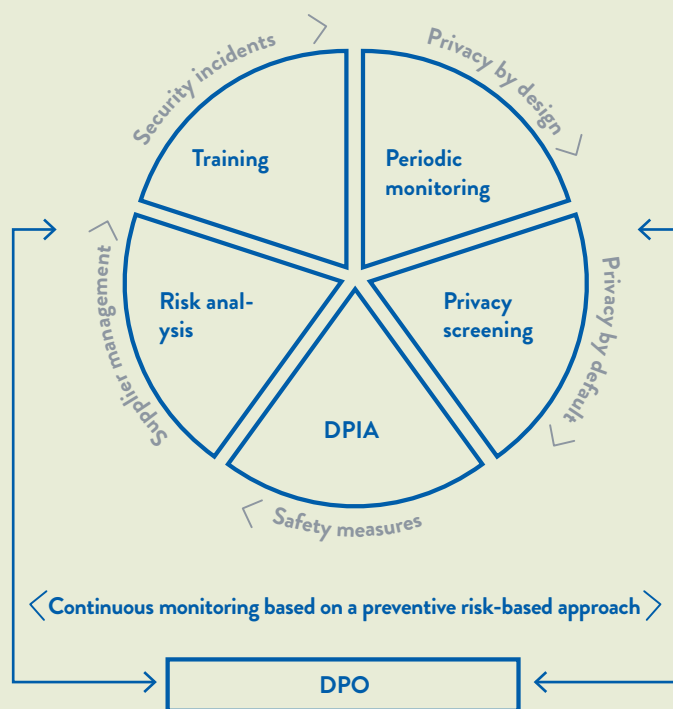 Security incidents
Privacy by design
Training
Periodic
monitoring
Supplier management
Risk anal-
ysis
Privacy
screening
Privacy by default
DPIA
Safety measures
Continuous monitoring based on a preventive risk-based approach
DPO